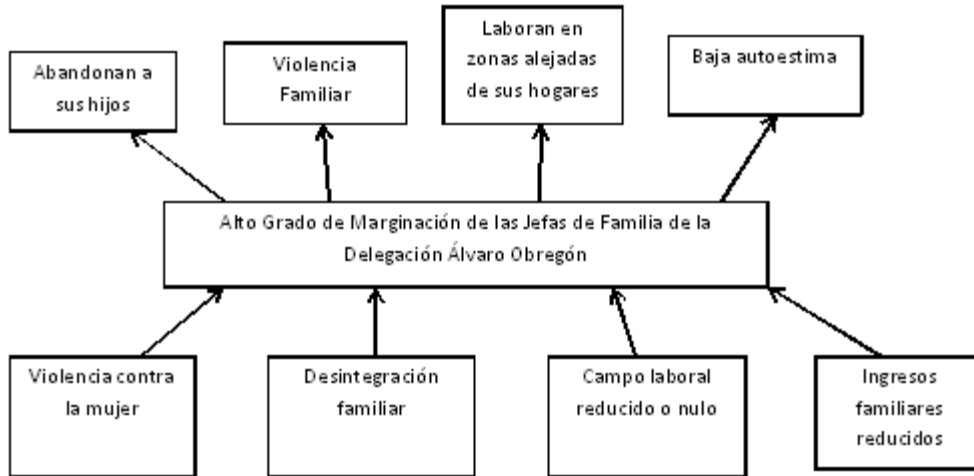 Abandonan a
sus hijos
Violencia
Familiar
Laboran en
zonas alejadas
de sus hogares
Baja autoestima
Alto Grado de Marginación de las Jefas de Familia de la
Delegación Álvaro Obregón
Violencia contra
la mujer
Desintegración
familiar
Campo laboral
reducido o nulo
Ingresos
familiares
reducidos